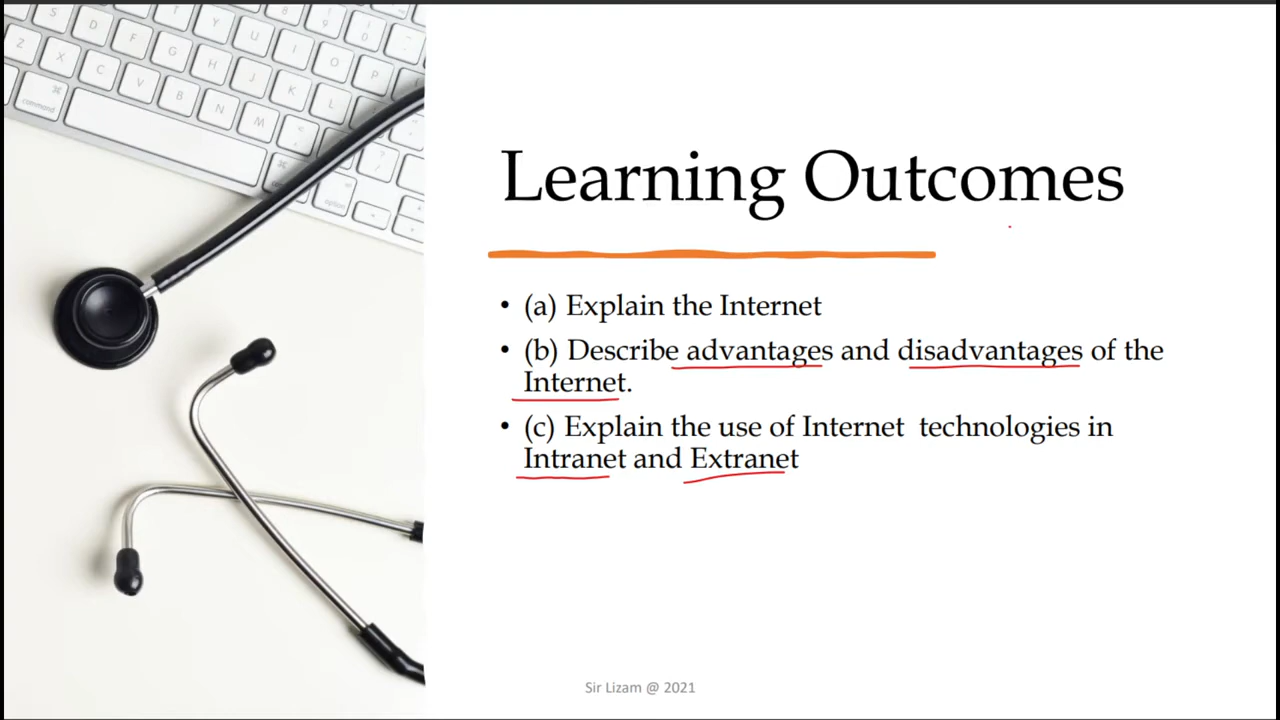 Learning Outcomes
• (a) Explain the Internet
• (b) Describe advantages and disadvantages of the
Internet.
• (c) Explain the use of Internet technologies in
Intranet and Extranet
Sir Lizam @ 2021